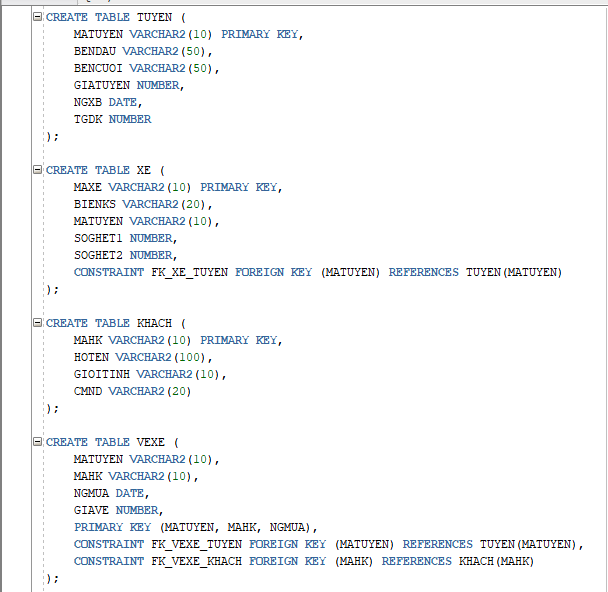 CREATE TABLE TUYEN (
MATUYEN VARCHAR2(10) PRIMARY KEY,
BENDAU VARCHAR2(50),
BENCUOI VARCHAR2(50),
GIATUYEN NUMBER,
NGXB DATE,
TGDK NUMBER
);
CREATE TABLE XE (
MAXE VARCHAR2(10) PRIMARY KEY,
BIENKS VARCHAR2(20),
MATUYEN VARCHAR2(10),
SOGHET1 NUMBER,
SOGHET2 NUMBER,
CONSTRAINT FK_XE_TUYEN FOREIGN KEY (MATUYEN) REFERENCES TUYEN(MATUYEN)
);
CREATE TABLE KHACH (
MAHK VARCHAR2(10) PRIMARY KEY,
HOTEN VARCHAR2(100),
GIOITINH VARCHAR2(10),
CMND VARCHAR2(20)
);
CREATE TABLE VEXE (
MATUYEN VARCHAR2(10),
MAHK VARCHAR2(10),
NGMUA DATE,
GIAVE NUMBER,
PRIMARY KEY (MATUYEN, MAHK, NGMUA),
CONSTRAINT FK_VEXE_TUYEN FOREIGN KEY (MATUYEN) REFERENCES TUYEN(MATUYEN),
CONSTRAINT FK_VEXE_KHACH FOREIGN KEY (MAHK) REFERENCES KHACH(MAHK)
);